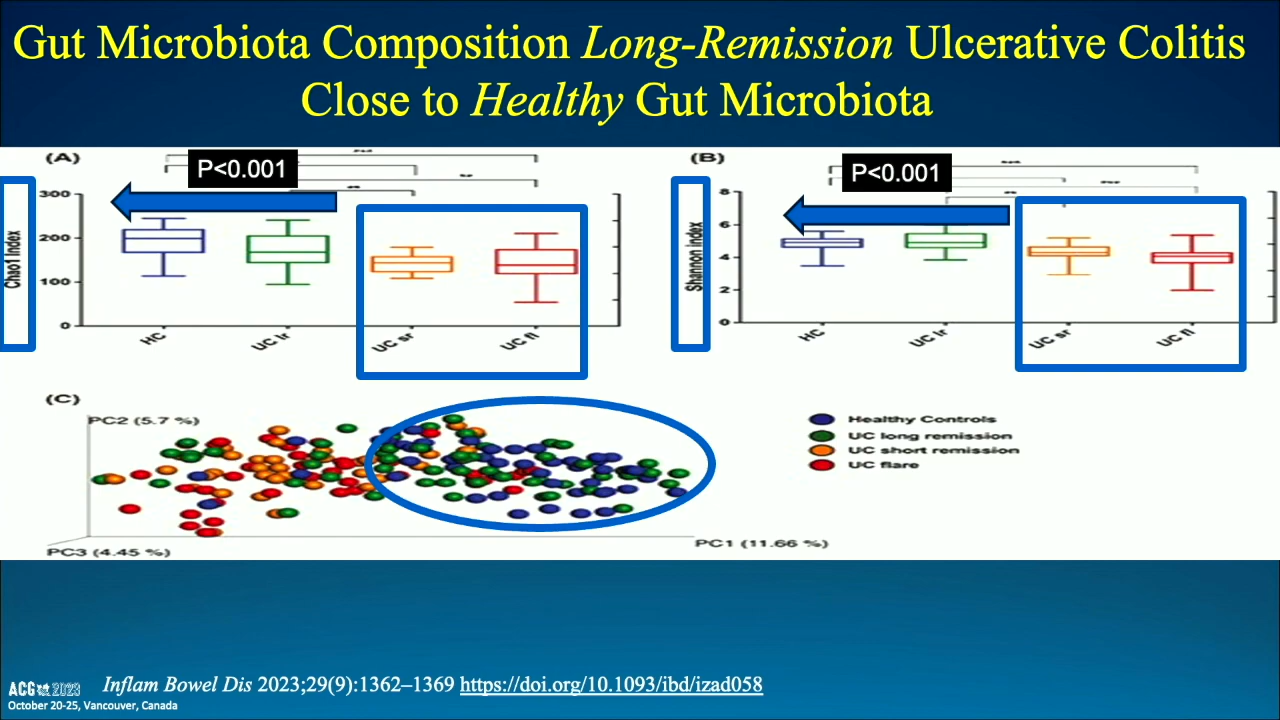 Gut Microbiota Composition Long-Remission Ulcerative Colitis
Close to Healthy Gut Microbiota
(A)
P<0.001
300
200
100
0
Chao1 Index
HC
UC lr
UC sr
UC fl
(B)
P<0.001
8
6
4
2
0
Shannon index
HC
UC lr
UC sr
UC fl
(C)
PC2 (5.7 %)
PC3 (4.45 %)
PC1 (11.66 %)
Healthy Controls
UC long remission
UC short remission
UC flare
ACG 2023
October 20-25, Vancouver, Canada
Inflam Bowel Dis 2023;29(9):1362–1369 https://doi.org/10.1093/ibd/izad058